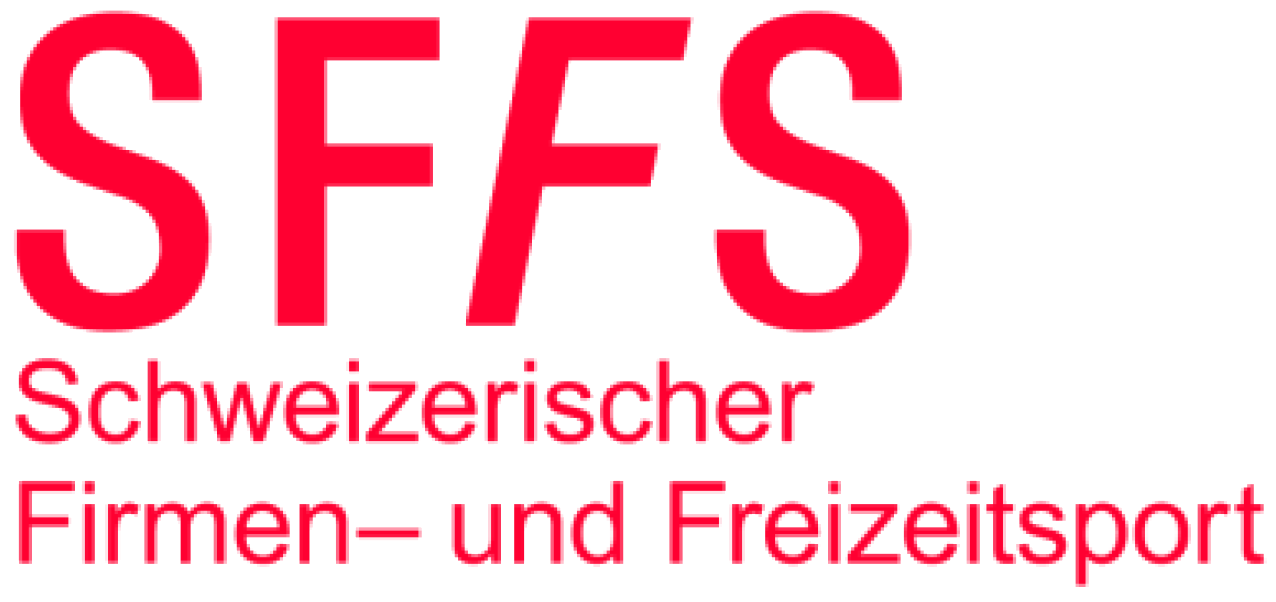 SFFS
Schweizerischer
Firmen– und Freizeitsport